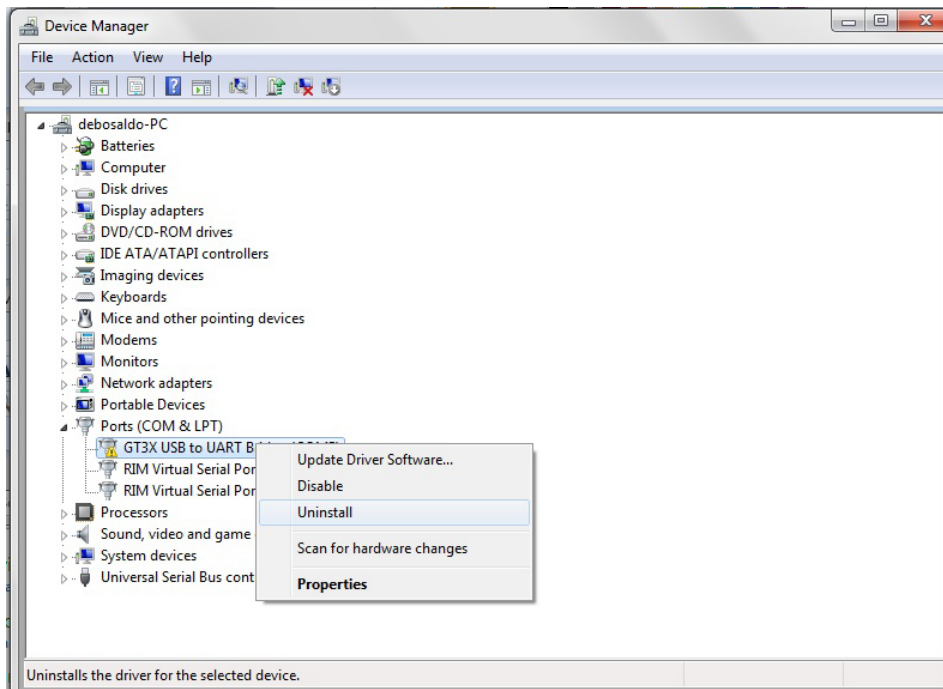 Device Manager
File Action View Help
debosaldo-PC
Batteries
Computer
Disk drives
Display adapters
DVD/CD-ROM drives
IDE ATA/ATAPI controllers
Imaging devices
Keyboards
Mice and other pointing devices
Modems
Monitors
Network adapters
Portable Devices
Ports (COM & LPT)
GT3X USB to UART
RIM Virtual Serial Por
RIM Virtual Serial Por
Processors
Sound, video and game
System devices
Universal Serial Bus cont
Update Driver Software...
Disable
Uninstall
Scan for hardware changes
Properties
Uninstalls the driver for the selected device.